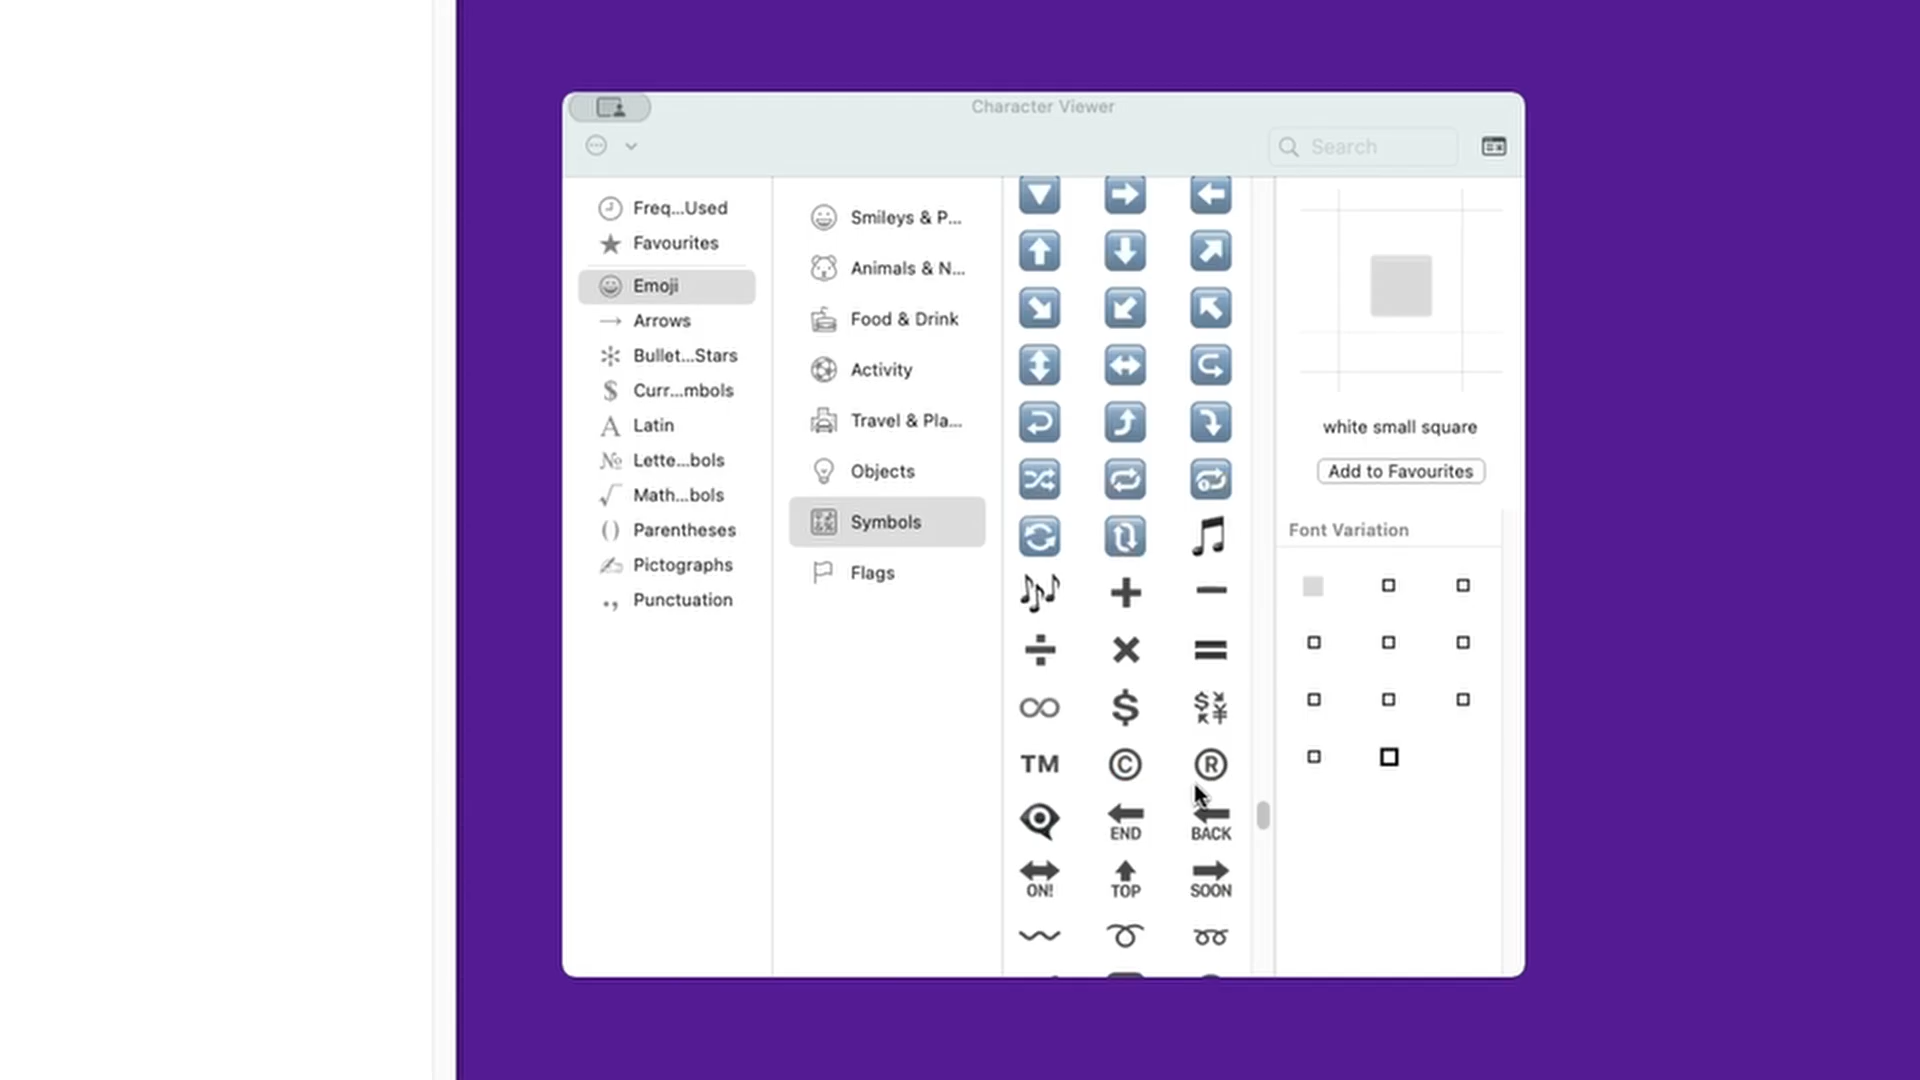 Character Viewer
Search
Freq...Used
Favourites
Emoji
Arrows
Bullet...Stars
Curr...mbols
Latin
Lette...bols
Math...bols
Parentheses
Pictographs
Punctuation
Smileys & P...
Animals & N...
Food & Drink
Activity
Travel & Pla...
Objects
Symbols
Flags
TM © ®
END BACK
ON! TOP SOON
white small square
Add to Favourites
Font Variation